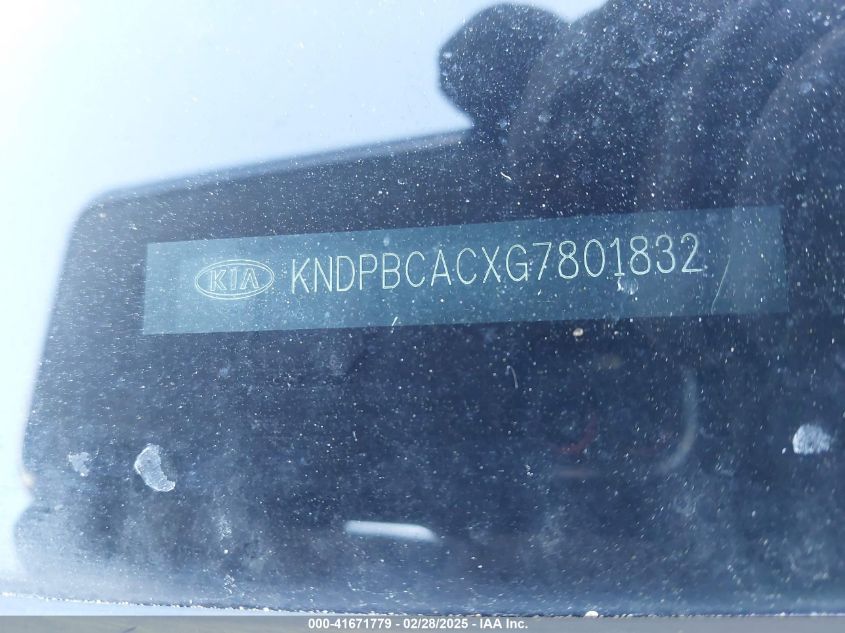 KIA KNDPBCACXG7801832
000-41671779 - 02/28/2025 - IAA Inc.